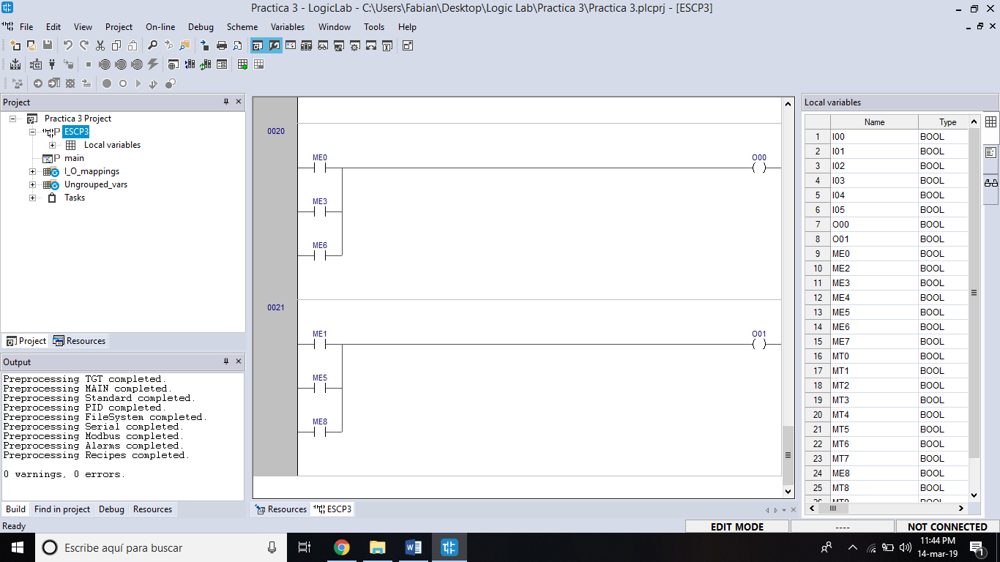 Practica 3 - LogicLab - C:\Users\Fabian\Desktop\Logic Lab\Practica 3\Practica 3.plcprj - [ESCP3]
File Edit View Project On-line Debug Scheme Variables Window Tools Help
Project
Practica 3 Project
ESCP3
Local variables
main
I_O_mappings
Ungrouped_vars
Tasks
Project Resources
Output
Preprocessing TGT completed.
Preprocessing MAIN completed.
Preprocessing Standard completed.
Preprocessing PID completed.
Preprocessing FileSystem completed.
Preprocessing Serial completed.
Preprocessing Modbus completed.
Preprocessing Alarms completed.
Preprocessing Recipes completed.
0 warnings, 0 errors.
Build Find in project Debug Resources
0020
ME0 O00
ME3
ME6
0021
ME1 O01
ME5
ME8
Resources ESCP3
Local variables
Name Type
1 I00 BOOL
2 I01 BOOL
3 I02 BOOL
4 I03 BOOL
5 I04 BOOL
6 I05 BOOL
7 O00 BOOL
8 O01 BOOL
9 ME0 BOOL
10 ME2 BOOL
11 ME3 BOOL
12 ME4 BOOL
13 ME5 BOOL
14 ME6 BOOL
15 ME7 BOOL
16 MT0 BOOL
17 MT1 BOOL
18 MT2 BOOL
19 MT3 BOOL
20 MT4 BOOL
21 MT5 BOOL
22 MT6 BOOL
23 MT7 BOOL
24 ME8 BOOL
25 MT8 BOOL
26 MT9 BOOL
Ready EDIT MODE ---- NOT CONNECTED
Escribe aquí para buscar
11:44 PM
14-mar-19
1